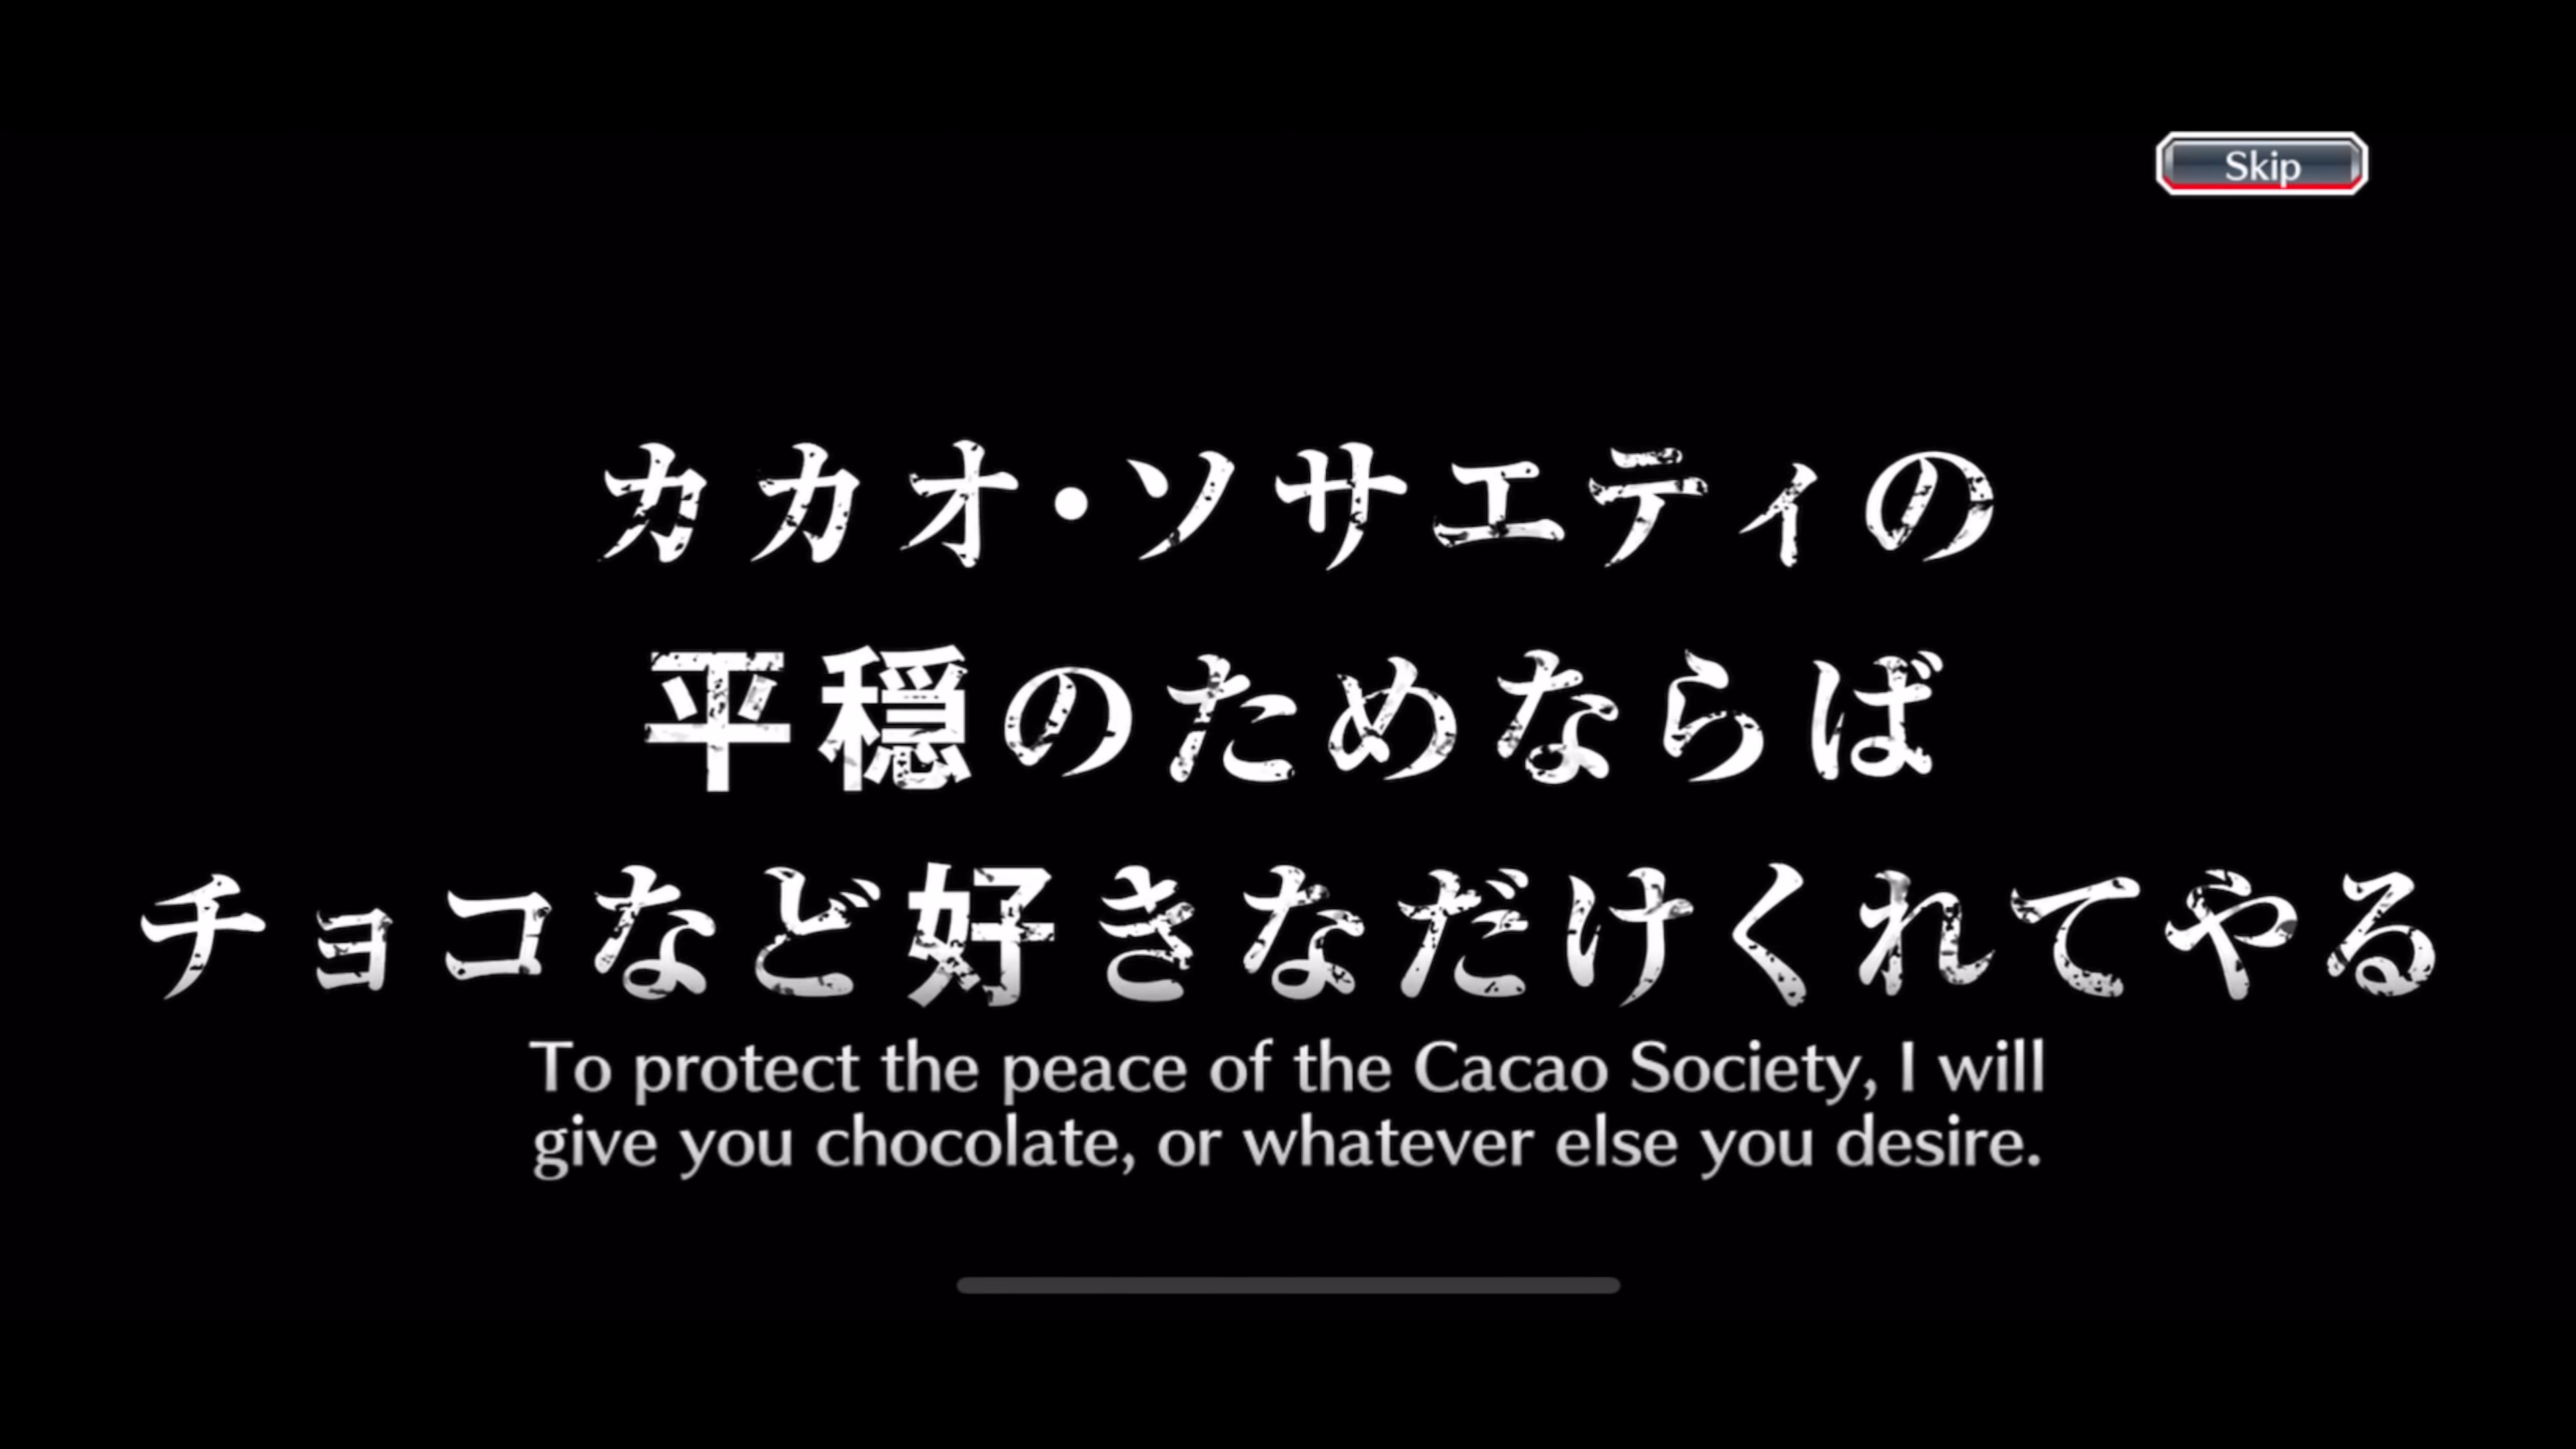 Skip
カカオ・ソサエティの
平穏のためならば
チョコなど好きなだけくれてやる
To protect the peace of the Cacao Society, I will
give you chocolate, or whatever else you desire.